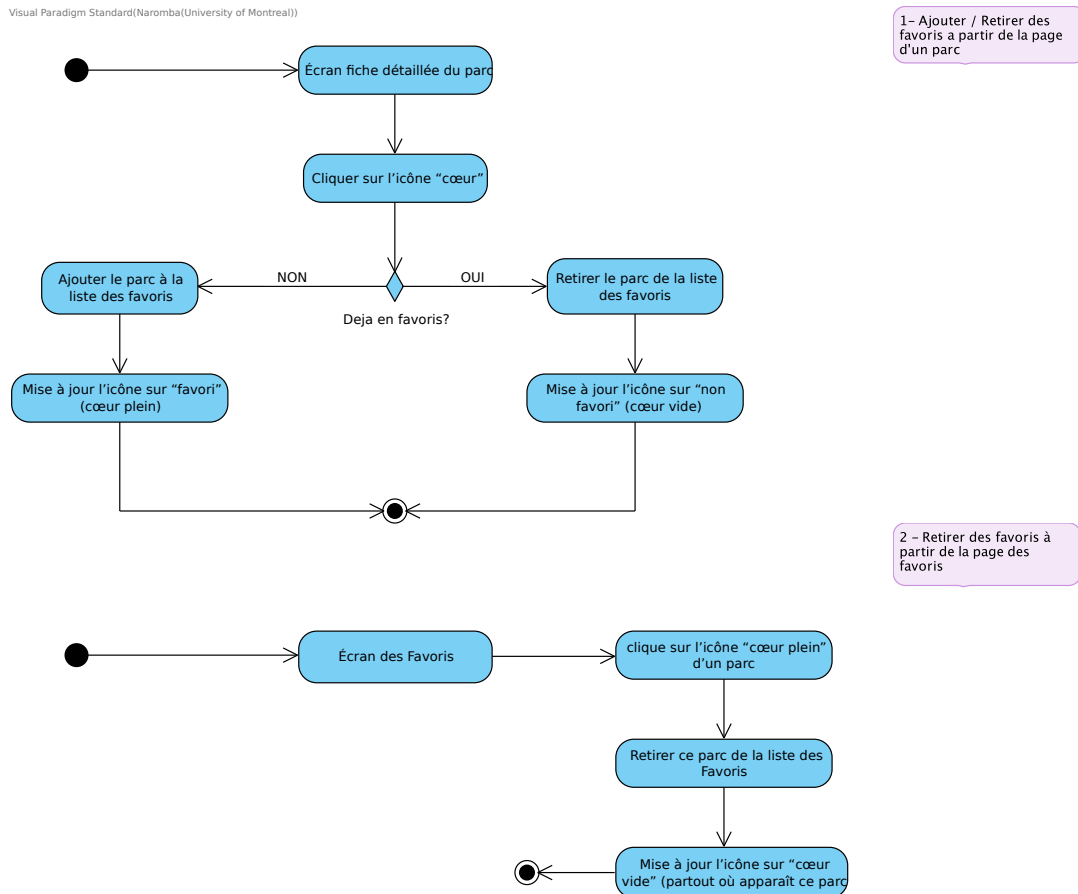 Visual Paradigm Standard(Naromba(University of Montreal))
1- Ajouter / Retirer des
favoris a partir de la page
d'un parc
Écran fiche détaillée du parc
Cliquer sur l’icône “cœur”
Ajouter le parc à la
liste des favoris
NON
OUI
Retirer le parc de la liste
des favoris
Deja en favoris?
Mise à jour l’icône sur “favori”
(cœur plein)
Mise à jour l’icône sur “non
favori” (cœur vide)
2 – Retirer des favoris à
partir de la page des
favoris
Écran des Favoris
clique sur l’icône “cœur plein”
d’un parc
Retirer ce parc de la liste des
Favoris
Mise à jour l’icône sur “cœur
vide” (partout où apparaît ce parc